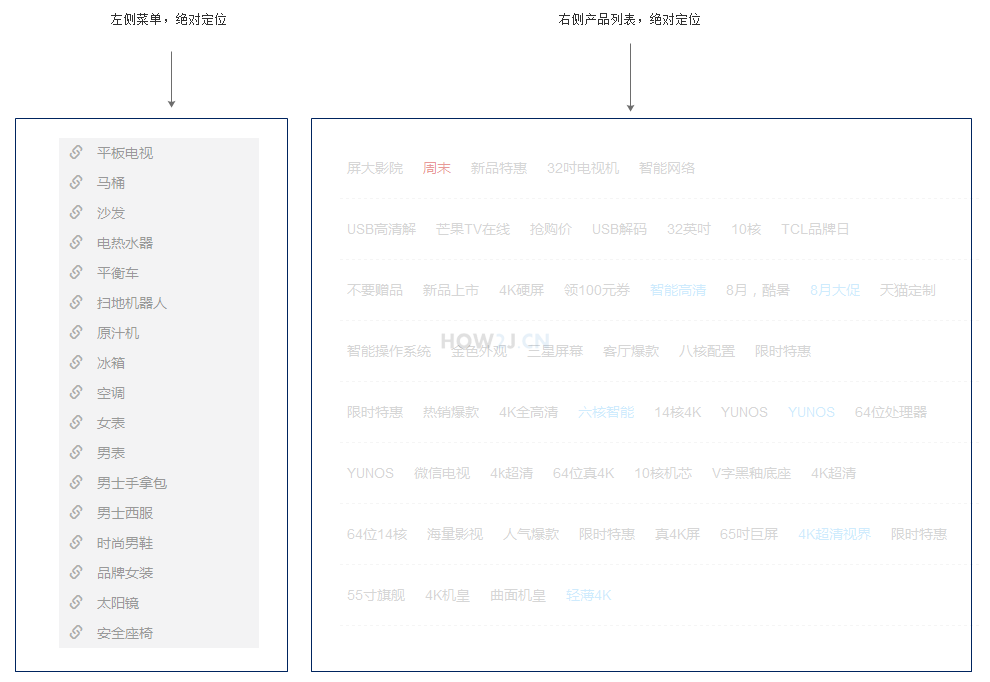 左侧菜单，绝对定位
右侧产品列表，绝对定位
平板电视
马桶
沙发
电热水器
平衡车
扫地机器人
原汁机
冰箱
空调
女表
男表
男士手拿包
男士西服
时尚男鞋
品牌女装
太阳镜
安全座椅
屏大影院 周末 新品特惠 32吋电视机 智能网络
USB高清解 芒果TV在线 抢购价 USB解码 32英吋 10核 TCL品牌日
不要赠品 新品上市 4K硬屏 领100元券 智能高清 8月，酷暑 8月大促 天猫定制
HOW2J.CN
智能操作系统 金色外观 三星屏幕 客厅爆款 八核配置 限时特惠
限时特惠 热销爆款 4K全高清 六核智能 14核4K YUNOS YUNOS 64位处理器
YUNOS 微信电视 4k超清 64位真4K 10核机芯 V字黑釉底座 4K超清
64位14核 海量影视 人气爆款 限时特惠 真4K屏 65吋巨屏 4K超清视界 限时特惠
55寸旗舰 4K机皇 曲面机皇 轻薄4K